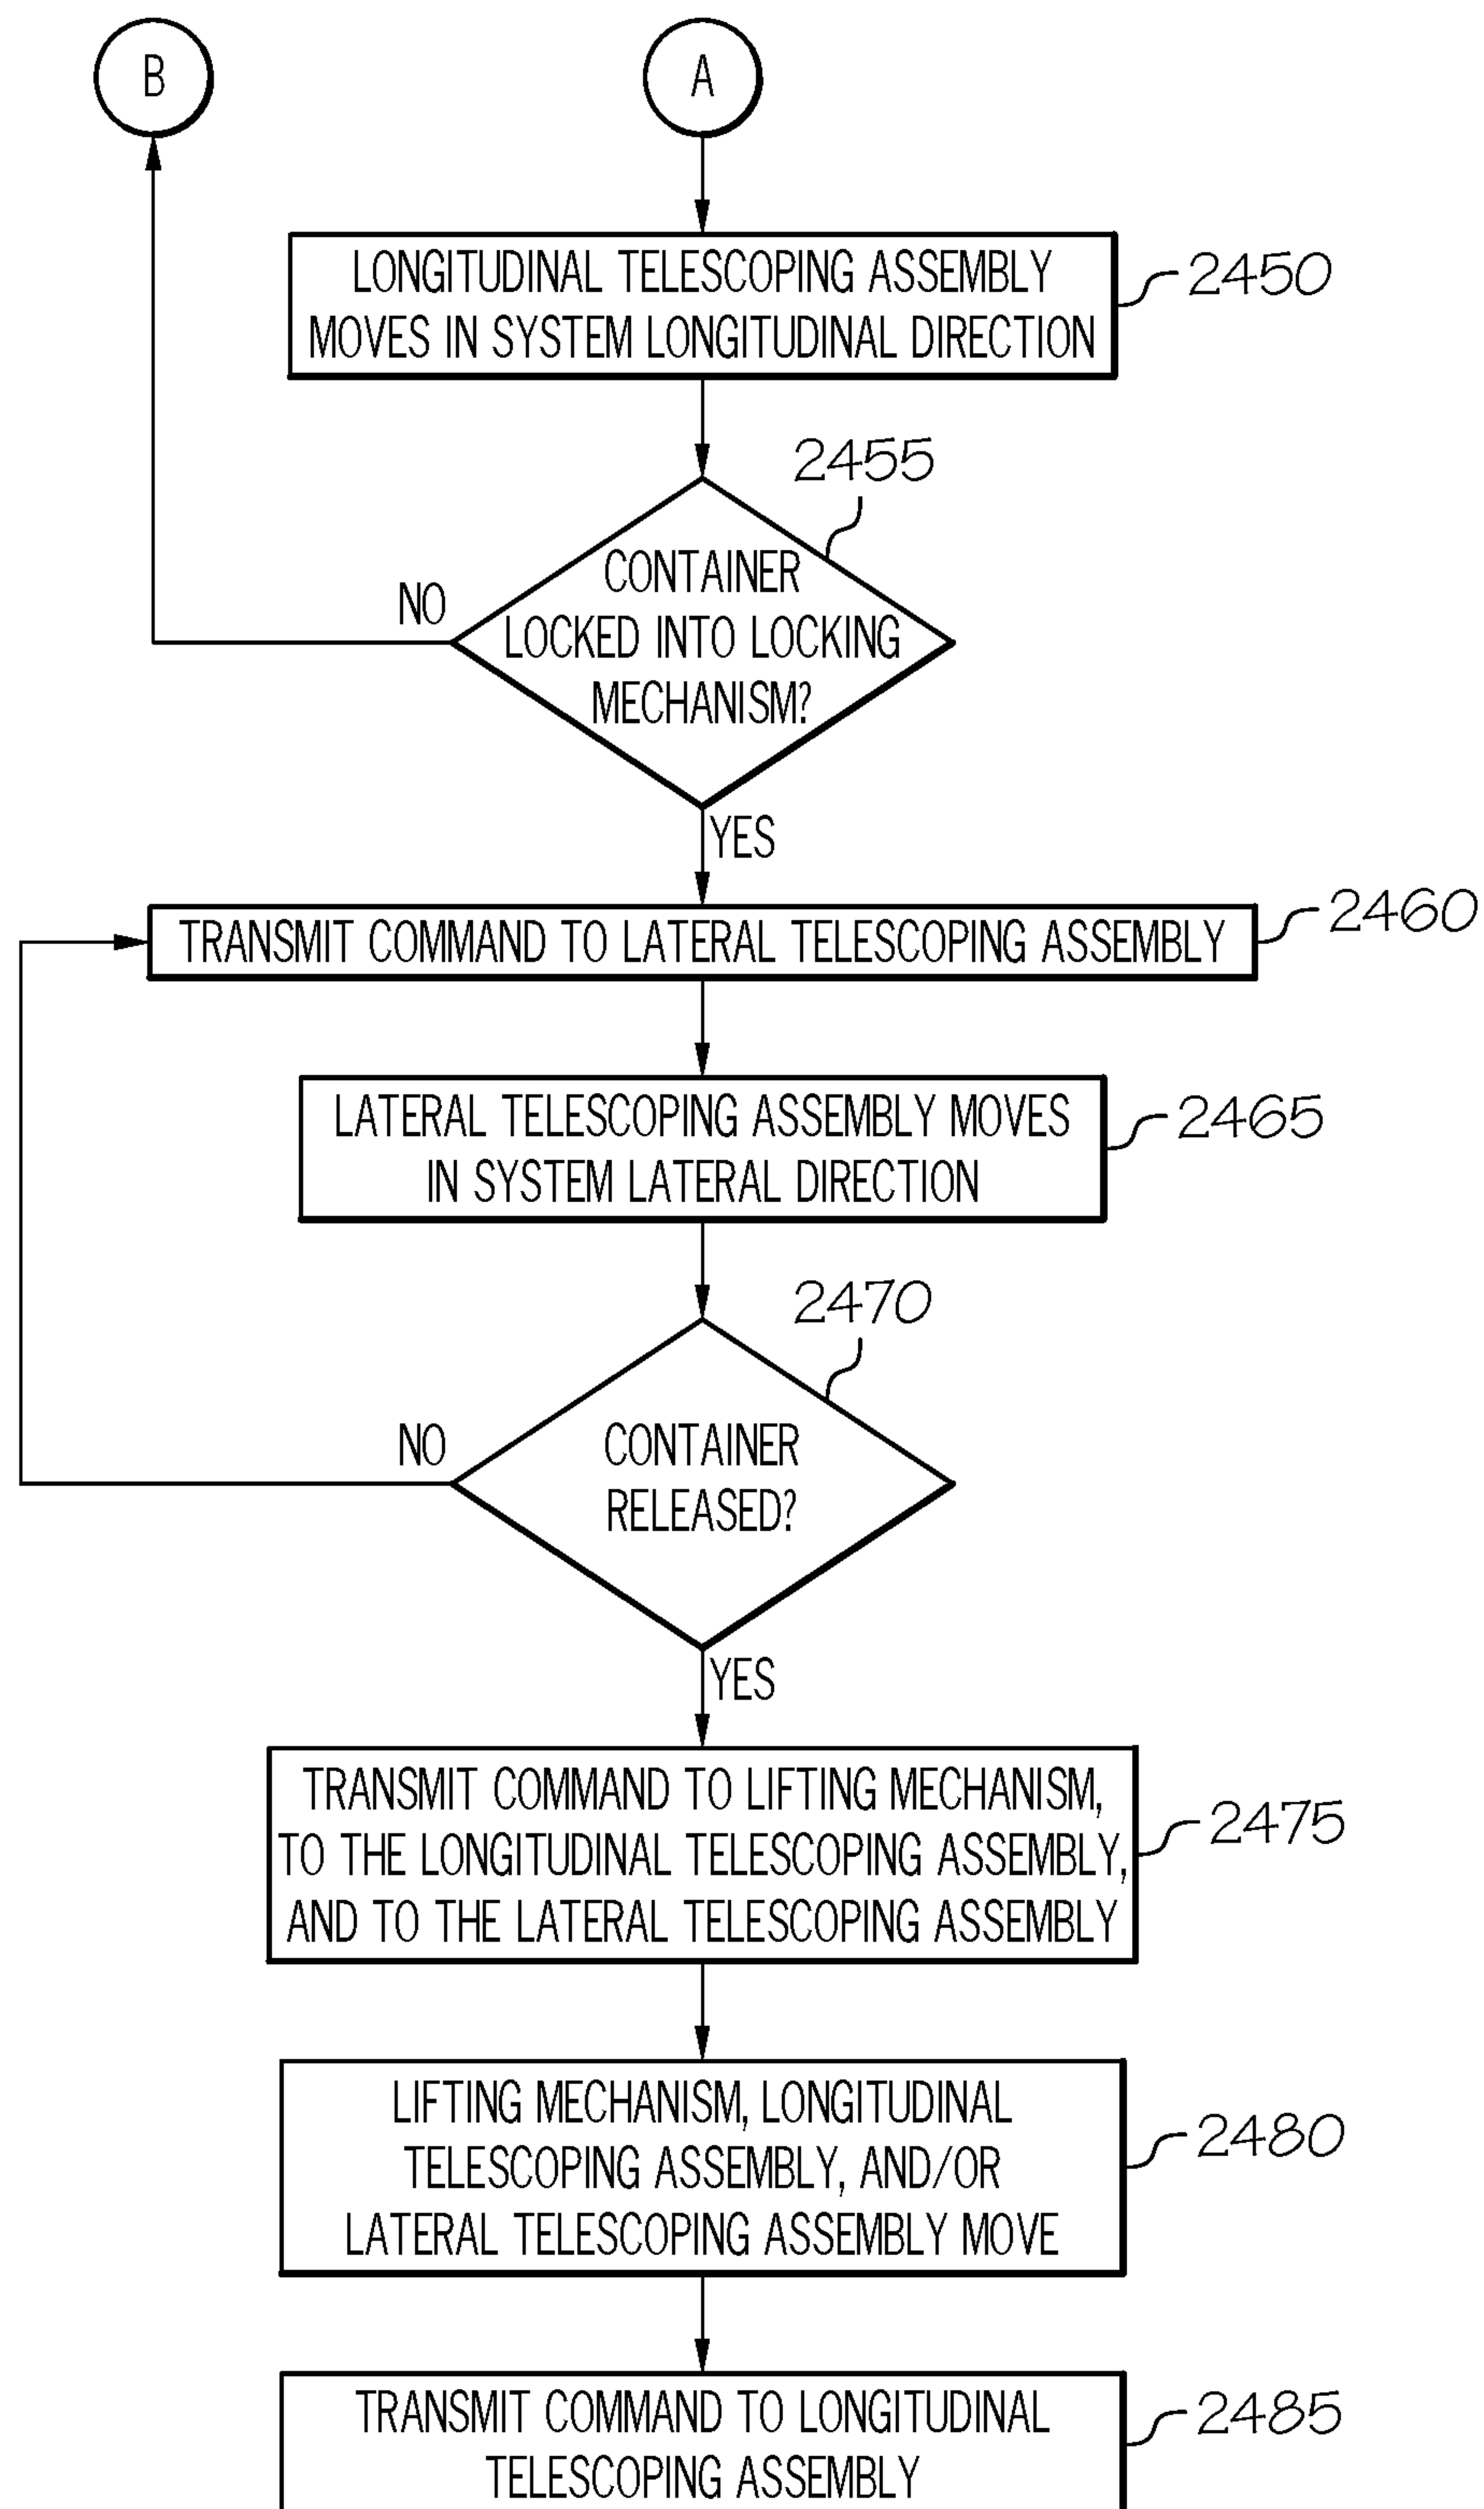 B
A
LONGITUDINAL TELESCOPING ASSEMBLY
MOVES IN SYSTEM LONGITUDINAL DIRECTION
2450
2455
CONTAINER
LOCKED INTO LOCKING
MECHANISM?
NO
YES
TRANSMIT COMMAND TO LATERAL TELESCOPING ASSEMBLY
2460
LATERAL TELESCOPING ASSEMBLY MOVES
IN SYSTEM LATERAL DIRECTION
2465
2470
CONTAINER
RELEASED?
NO
YES
TRANSMIT COMMAND TO LIFTING MECHANISM,
TO THE LONGITUDINAL TELESCOPING ASSEMBLY,
AND TO THE LATERAL TELESCOPING ASSEMBLY
2475
LIFTING MECHANISM, LONGITUDINAL
TELESCOPING ASSEMBLY, AND/OR
LATERAL TELESCOPING ASSEMBLY MOVE
2480
TRANSMIT COMMAND TO LONGITUDINAL
TELESCOPING ASSEMBLY
2485